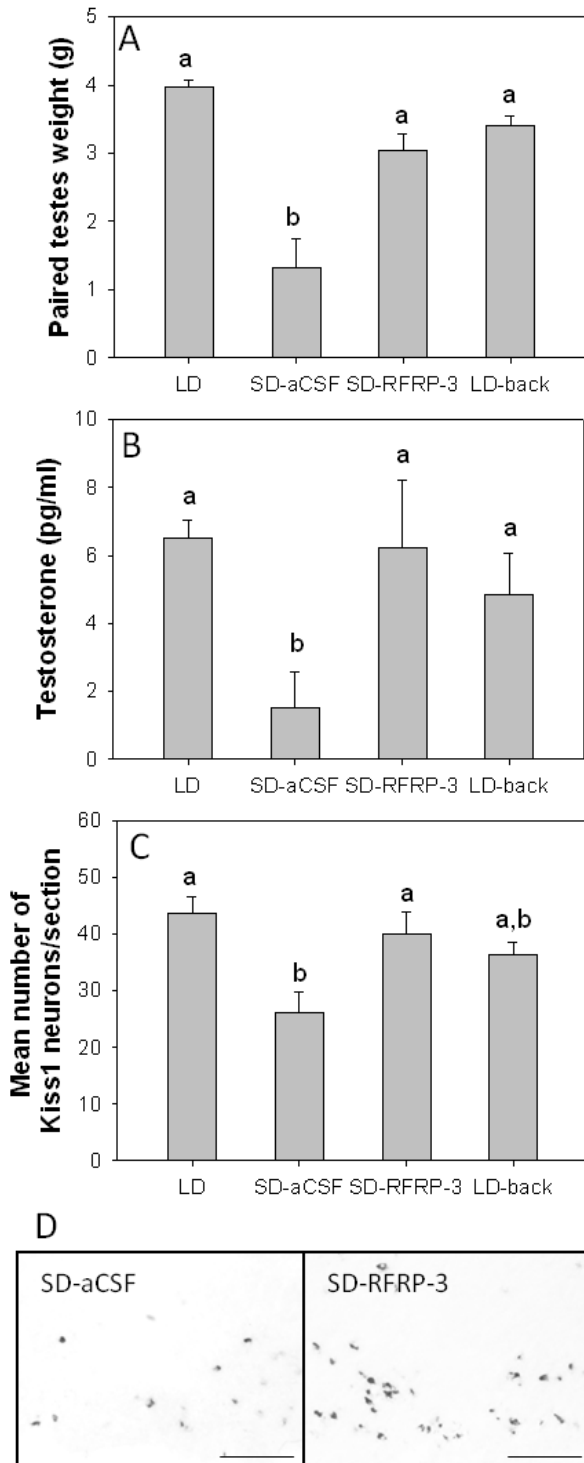 A
Paired testes weight (g)
5
4
3
2
1
0
a
b
a
a
LD SD-aCSF SD-RFRP-3 LD-back
B
Testosterone (pg/ml)
10
8
6
4
2
0
a
b
a
a
LD SD-aCSF SD-RFRP-3 LD-back
C
Mean number of
Kiss1 neurons/section
60
50
40
30
20
10
0
a
b
a
a,b
LD SD-aCSF SD-RFRP-3 LD-back
D
SD-aCSF SD-RFRP-3